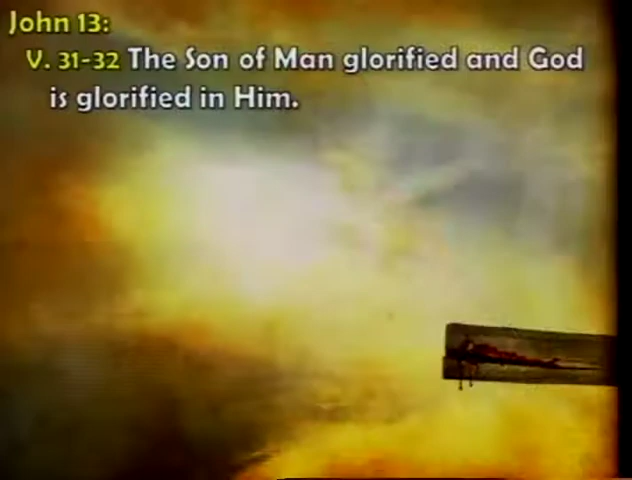 John 13:
V. 31-32 The Son of Man glorified and God
is glorified in Him.